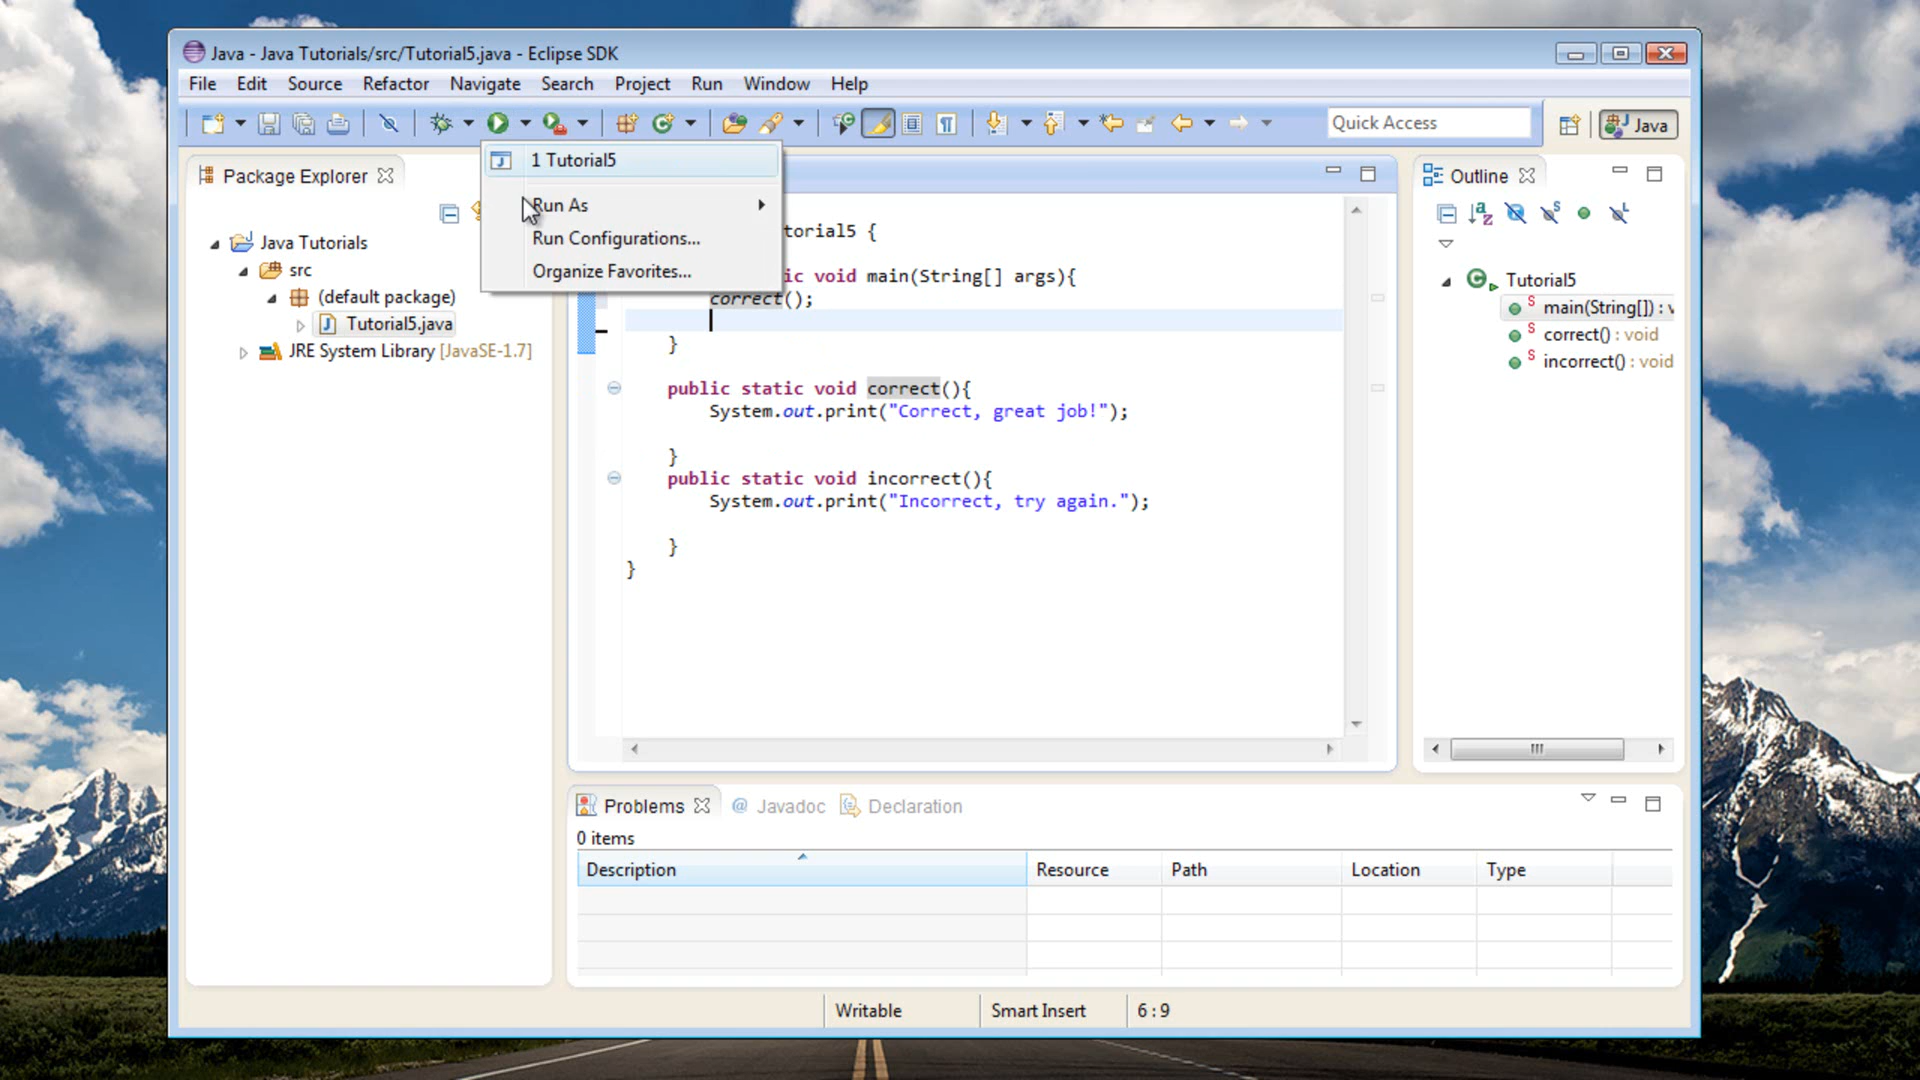 Java - Java Tutorials/src/Tutorial5.java - Eclipse SDK
File Edit Source Refactor Navigate Search Project Run Window Help
Quick Access
Java
Package Explorer
Java Tutorials
src
(default package)
Tutorial5.java
JRE System Library [JavaSE-1.7]
1 Tutorial5
Run As
Run Configurations...
Organize Favorites...
torial5 {
ic void main(String[] args){
correct();
}
public static void correct(){
System.out.print("Correct, great job!");
}
public static void incorrect(){
System.out.print("Incorrect, try again.");
}
}
Outline
Tutorial5
main(String[]) : v
correct() : void
incorrect() : void
Problems @ Javadoc Declaration
0 items
Description Resource Path Location Type
Writable Smart Insert 6 : 9